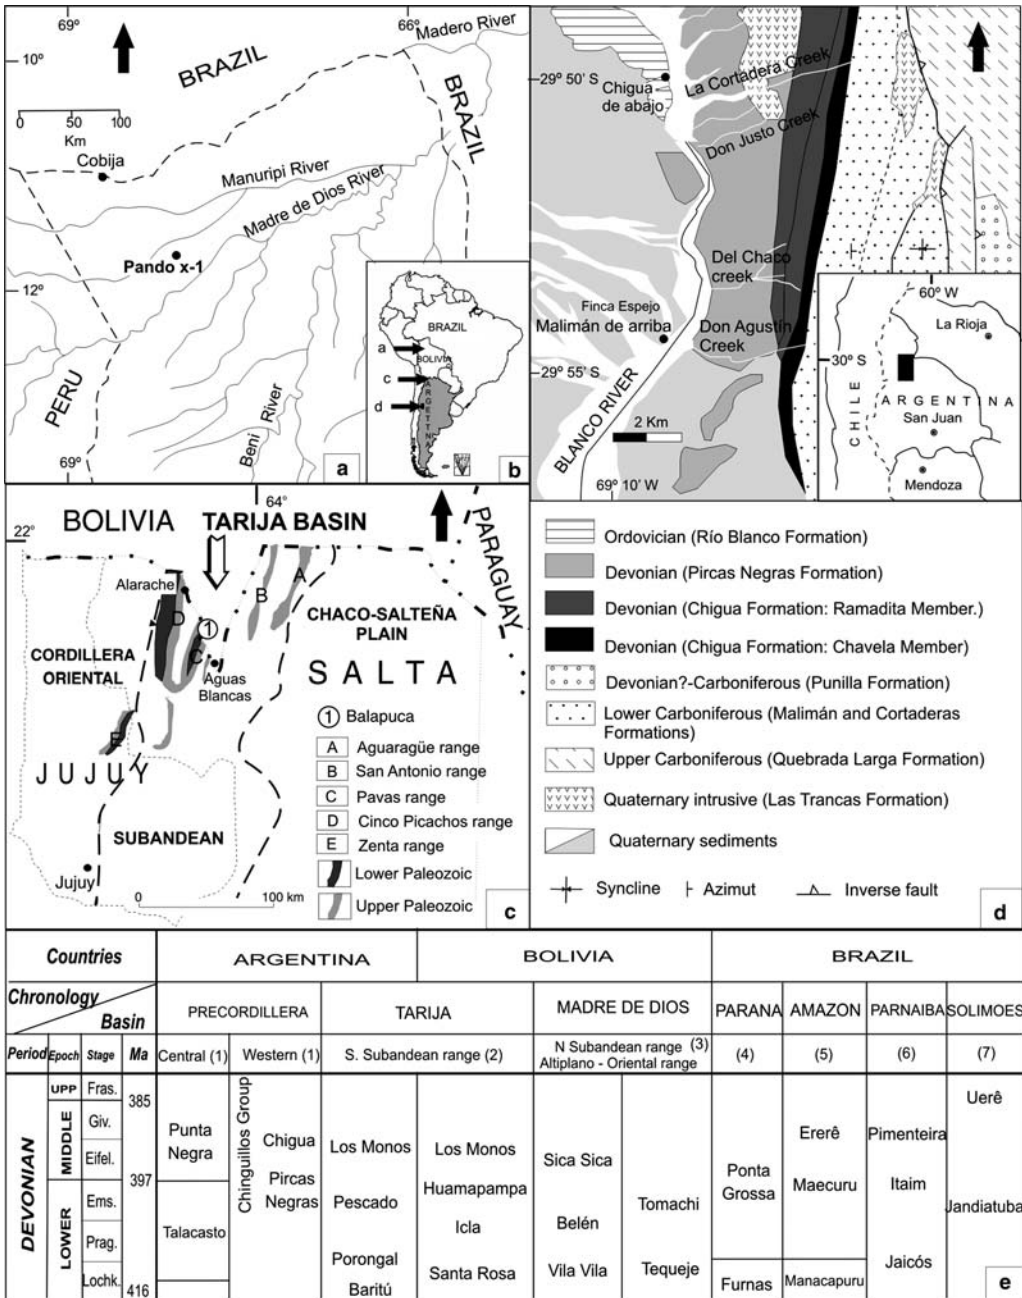 69º
66º
Madero River
10º
BRAZIL
BRAZIL
0 50 100
Km
Cobija
Manuripi River
Madre de Dios River
Pando x-1
12º
PERU
Beni River
69º
a
BRAZIL
BOLIVIA
ARGETTINA
a
c
d
b
29º 50' S
Chigua
de abajo
La Cortadera Creek
Don Justo Creek
Del Chaco
creek
Finca Espejo
Malimán de arriba
Don Agustín
Creek
29º 55' S
BLANCO RIVER
2 Km
69º 10' W
60º W
La Rioja
30º S
CHILE
ARGENTINA
San Juan
Mendoza
Ordovician (Río Blanco Formation)
Devonian (Pircas Negras Formation)
Devonian (Chigua Formation: Ramadita Member.)
Devonian (Chigua Formation: Chavela Member)
Devonian?-Carboniferous (Punilla Formation)
Lower Carboniferous (Malimán and Cortaderas
Formations)
Upper Carboniferous (Quebrada Larga Formation)
Quaternary intrusive (Las Trancas Formation)
Quaternary sediments
Syncline
Azimut
Inverse fault
d
64°
22°
BOLIVIA
TARIJA BASIN
PARAGUAY
Alarache
A
B
D
1
C
CHACO-SALTEÑA
PLAIN
CORDILLERA
ORIENTAL
Aguas
Blancas
SALTA
E
JUJUY
SUBANDEAN
Jujuy
0 100 km
1 Balapuca
A Aguaragüe range
B San Antonio range
C Pavas range
D Cinco Picachos range
E Zenta range
Lower Paleozoic
Upper Paleozoic
c
Countries ARGENTINA BOLIVIA BRAZIL
Chronology
Basin
PRECORDILLERA TARIJA MADRE DE DIOS PARANA AMAZON PARNAIBA SOLIMOES
Period Epoch Stage Ma Central (1) Western (1) S. Subandean range (2) N Subandean range (3) (4) (5) (6) (7)
Altiplano - Oriental range
DEVONIAN
UPP Fras.
385
MIDDLE
Giv.
Eifel.
397
LOWER
Ems.
Prag.
Lochk.
416
Punta
Negra
Talacasto
Chinguillos Group
Chigua
Pircas
Negras
Los Monos
Pescado
Porongal
Baritú
Los Monos
Huamapampa
Icla
Santa Rosa
Sica Sica
Belén
Vila Vila
Tomachi
Tequeje
Ponta
Grossa
Furnas
Ererê
Maecuru
Manacapuru
Pimenteira
Itaim
Jaicós
Uerê
Jandiatuba
e